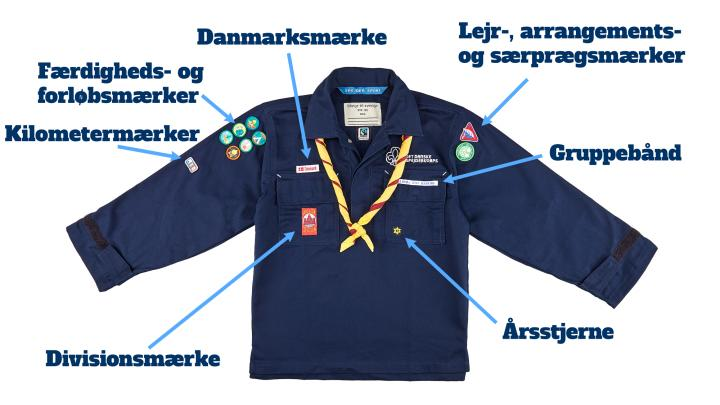 Danmarksmærke
Lejr-, arrangements-
og særprægsmærker
Færdigheds- og
forløbsmærker
Kilometermærker
Gruppebånd
DET DANSKE
SPEJDERKORPS
Årsstjerne
Divisionsmærke